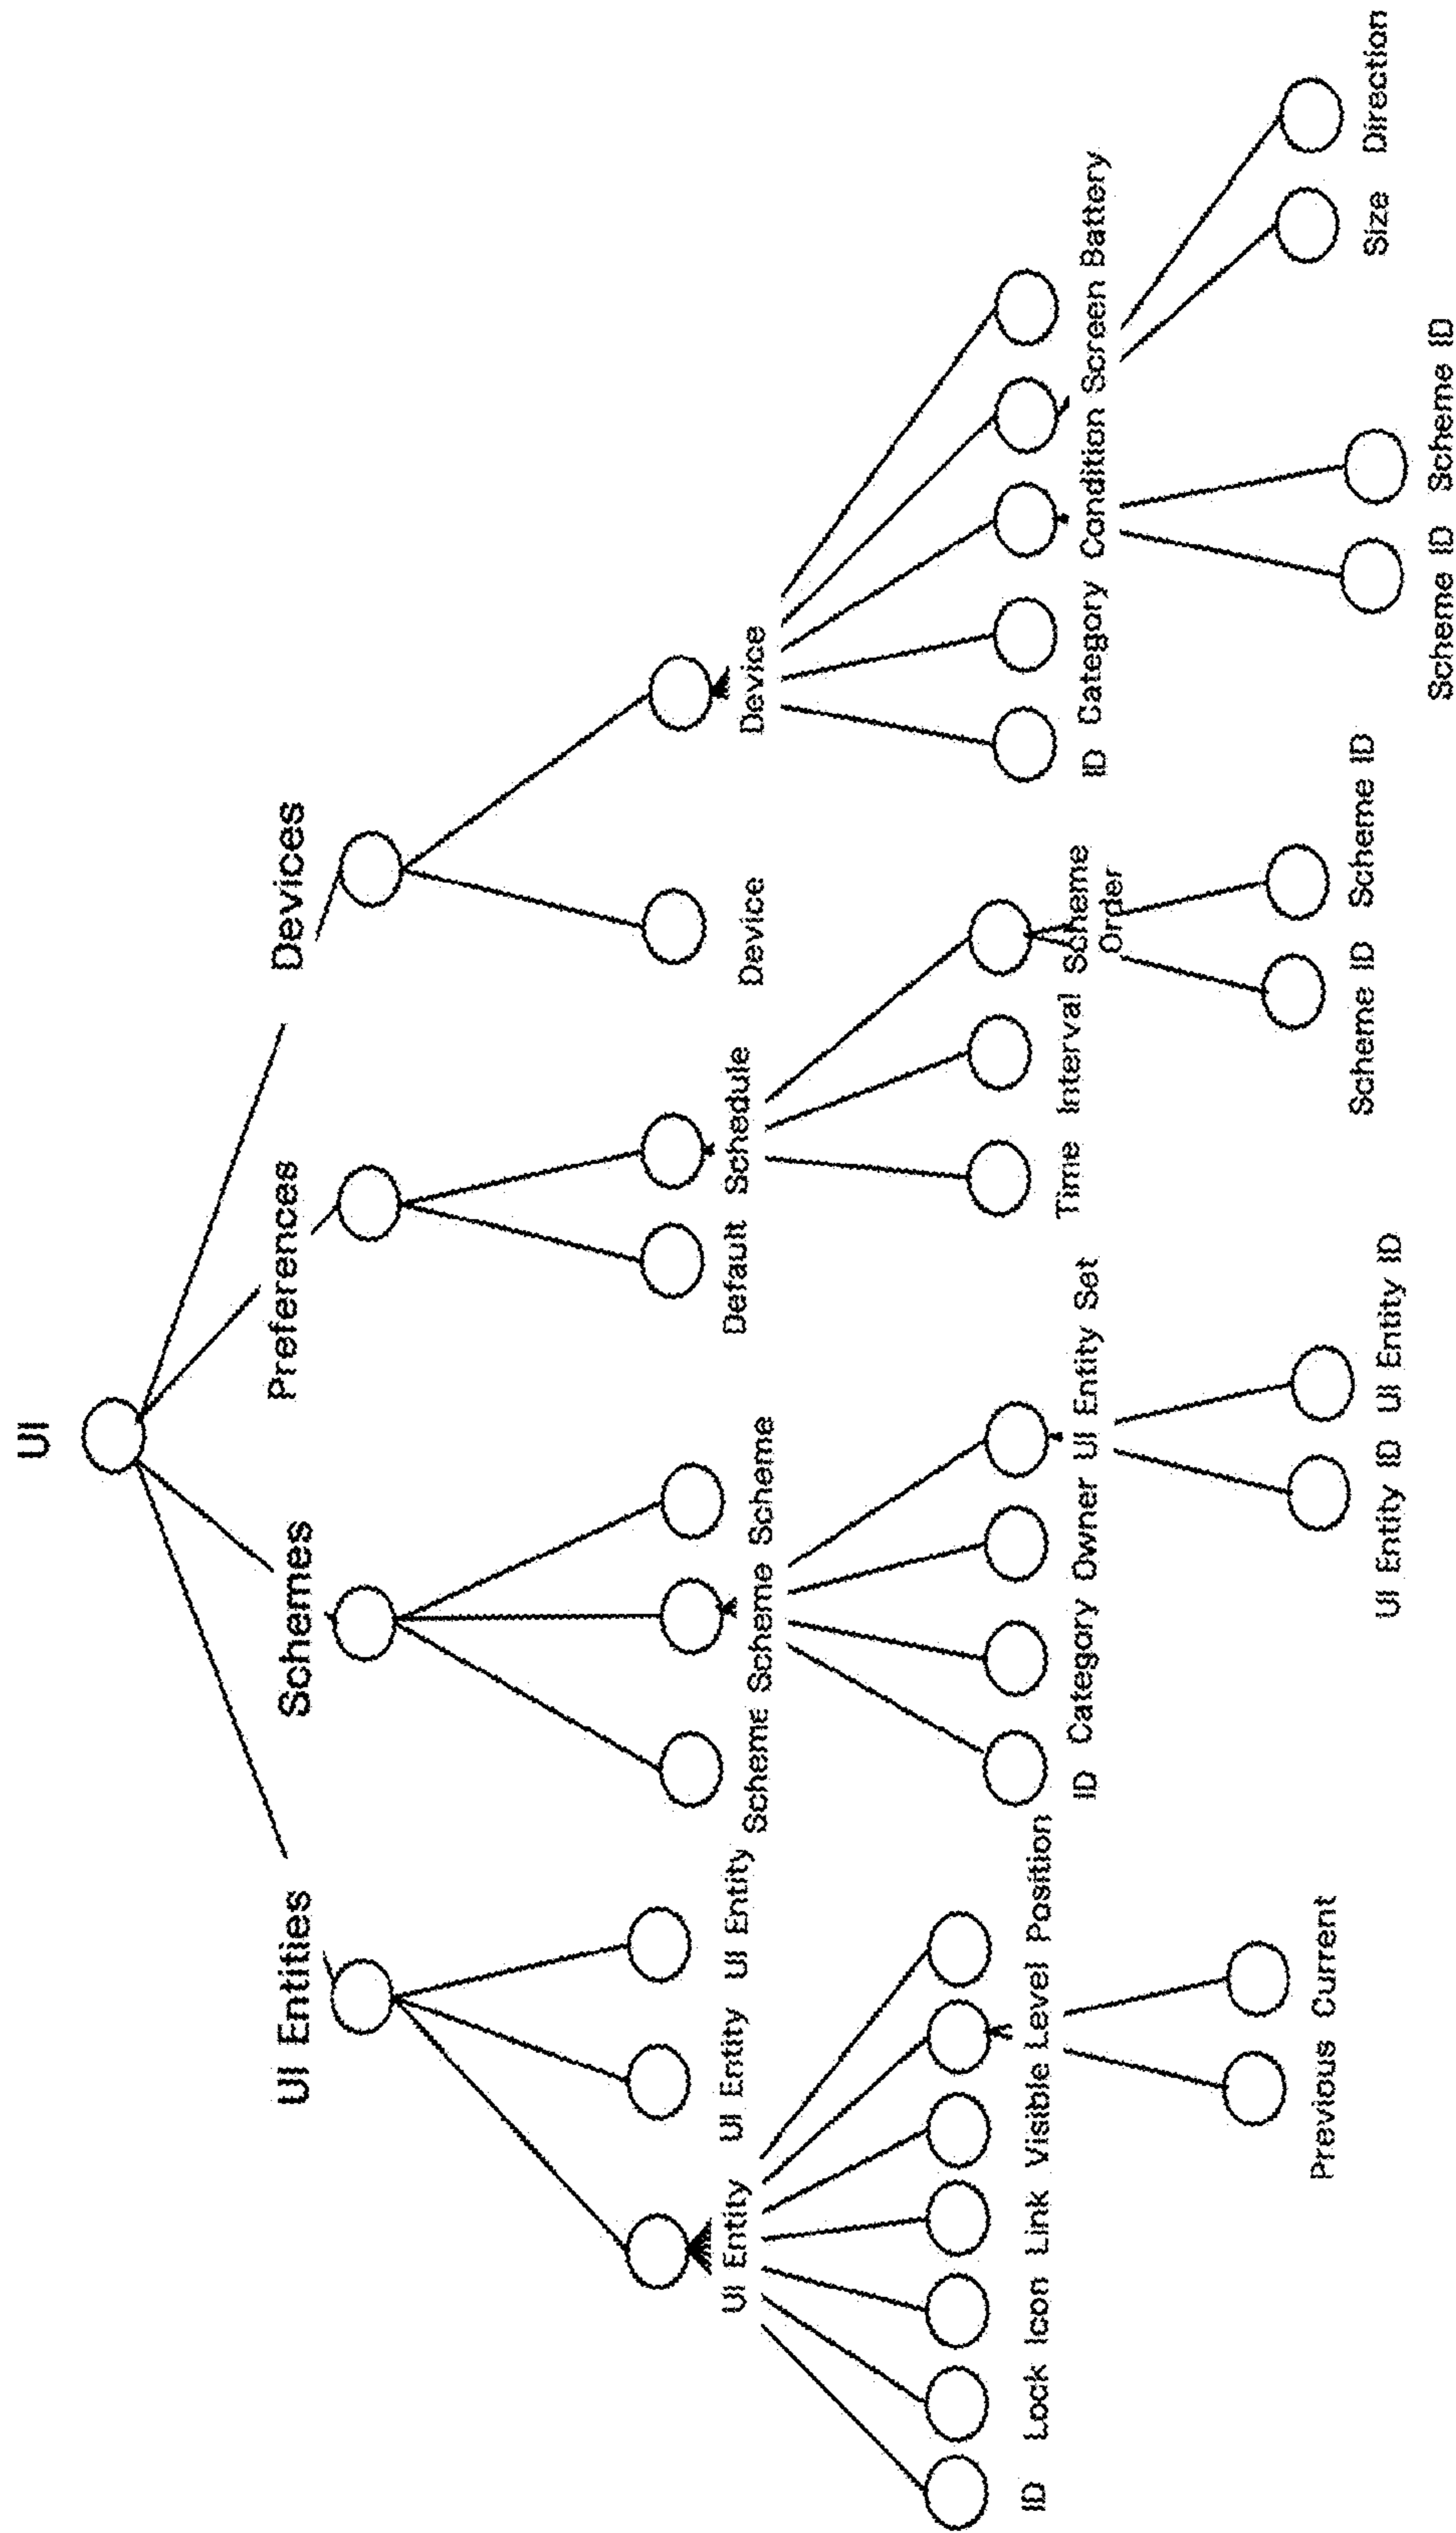 UI
UI Entities Schemes Preferences Devices
UI Entity UI Entity UI Entity Scheme Scheme Scheme Default Schedule Device Device
ID Lock Icon Link Visible Level Position ID Category Owner UI Entity Set Time Interval Scheme Order ID Category Condition Screen Battery
Previous Current UI Entity ID UI Entity ID Scheme ID Scheme ID Scheme ID Scheme ID Size Direction